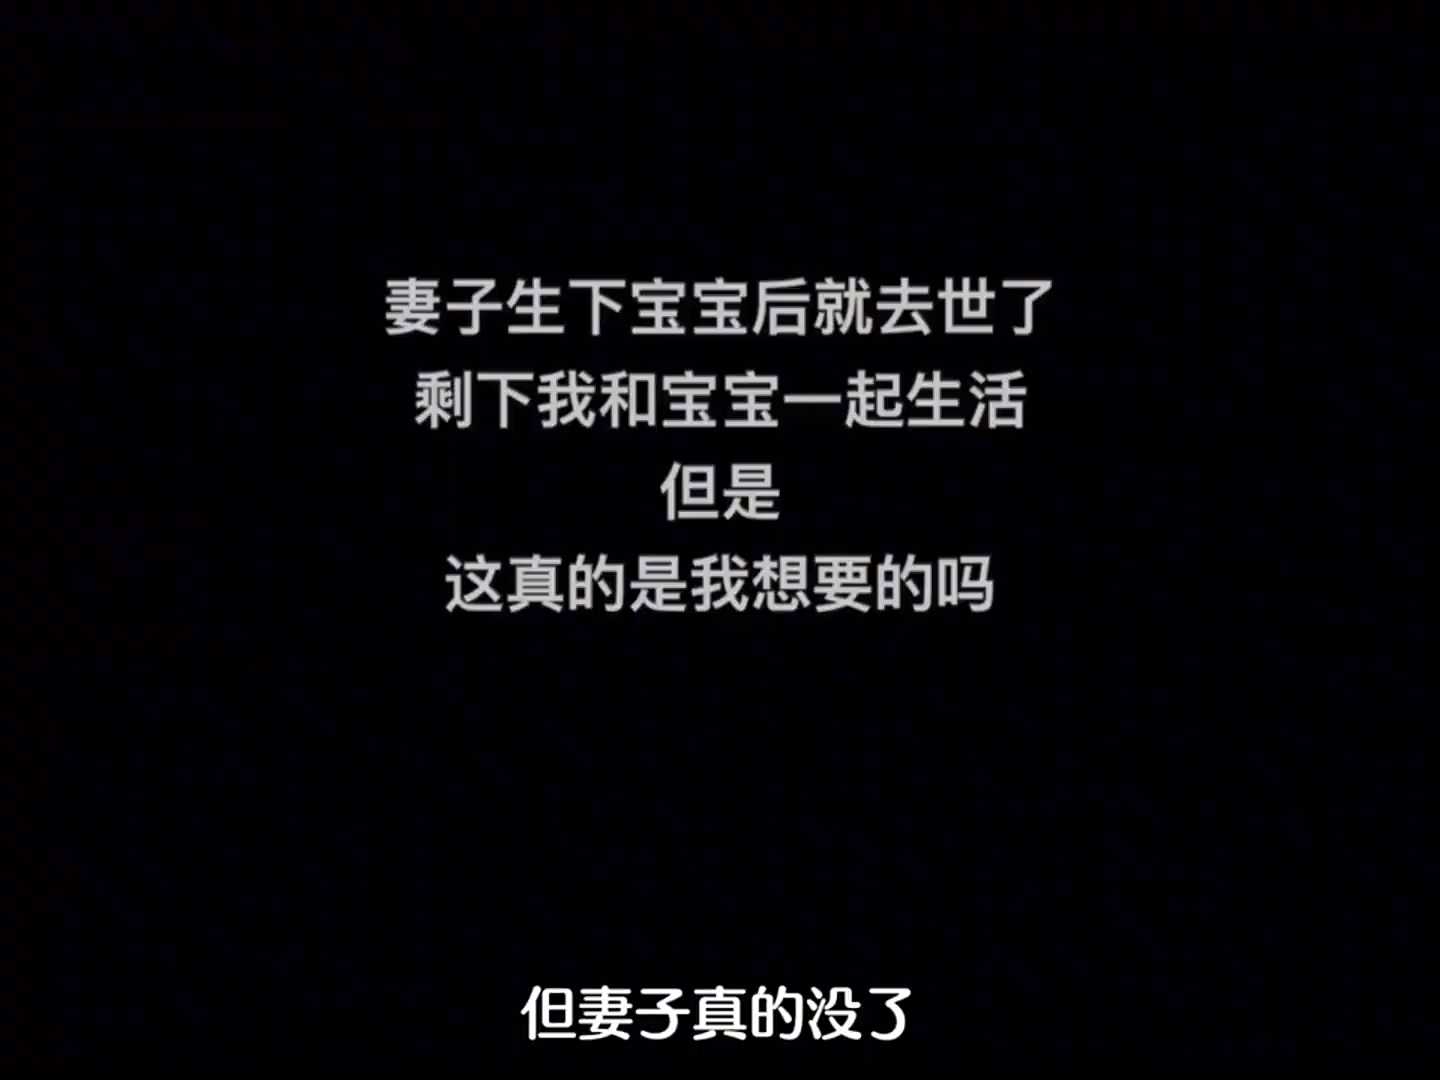 妻子生下宝宝后就去世了
剩下我和宝宝一起生活
但是
这真的是我想要的吗
但妻子真的没了